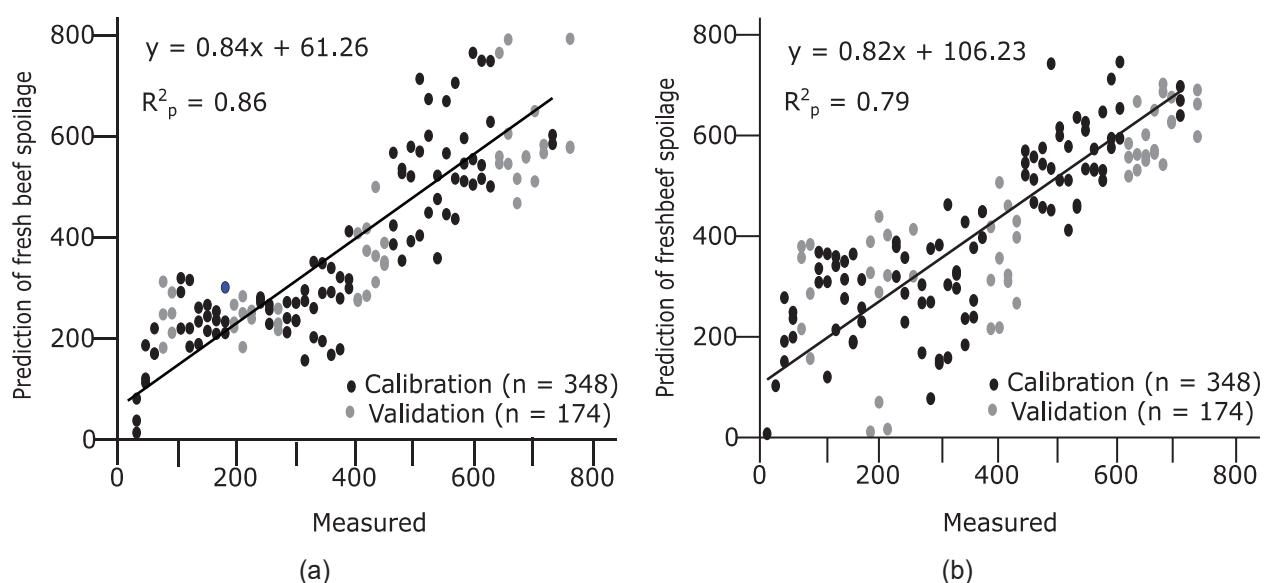 Prediction of fresh beef spoilage
800
600
400
200
0
y = 0.84x + 61.26
R²ₚ = 0.86
Calibration (n = 348)
Validation (n = 174)
0 200 400 600 800
Measured
(a)
Prediction of freshbeef spoilage
800
600
400
200
0
y = 0.82x + 106.23
R²ₚ = 0.79
Calibration (n = 348)
Validation (n = 174)
0 200 400 600 800
Measured
(b)